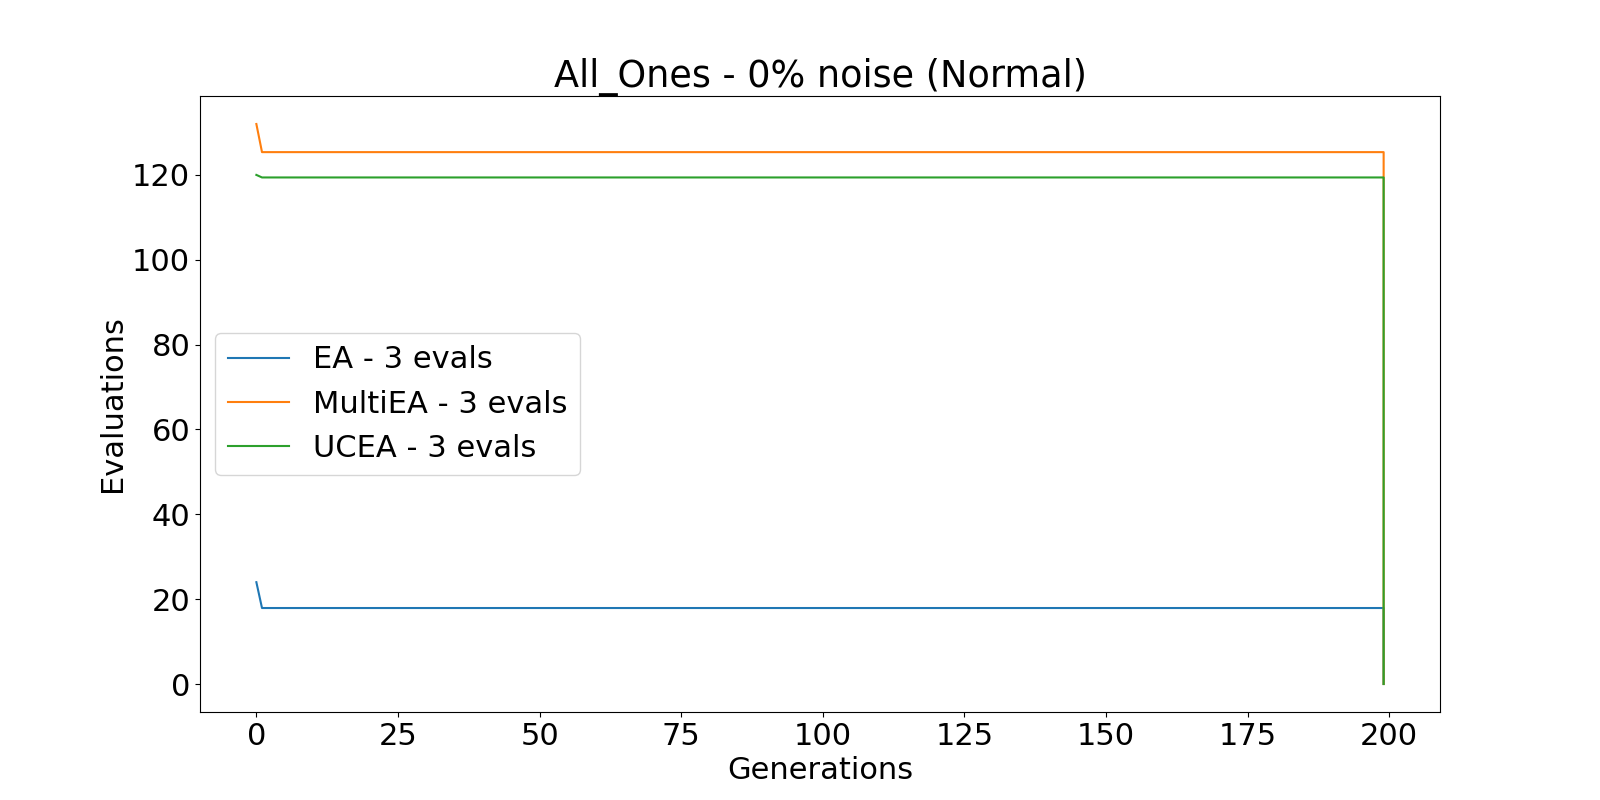 All_Ones - 0% noise (Normal)
120
100
80
60
40
20
0
Evaluations
EA - 3 evals
MultiEA - 3 evals
UCEA - 3 evals
0 25 50 75 100 125 150 175 200
Generations